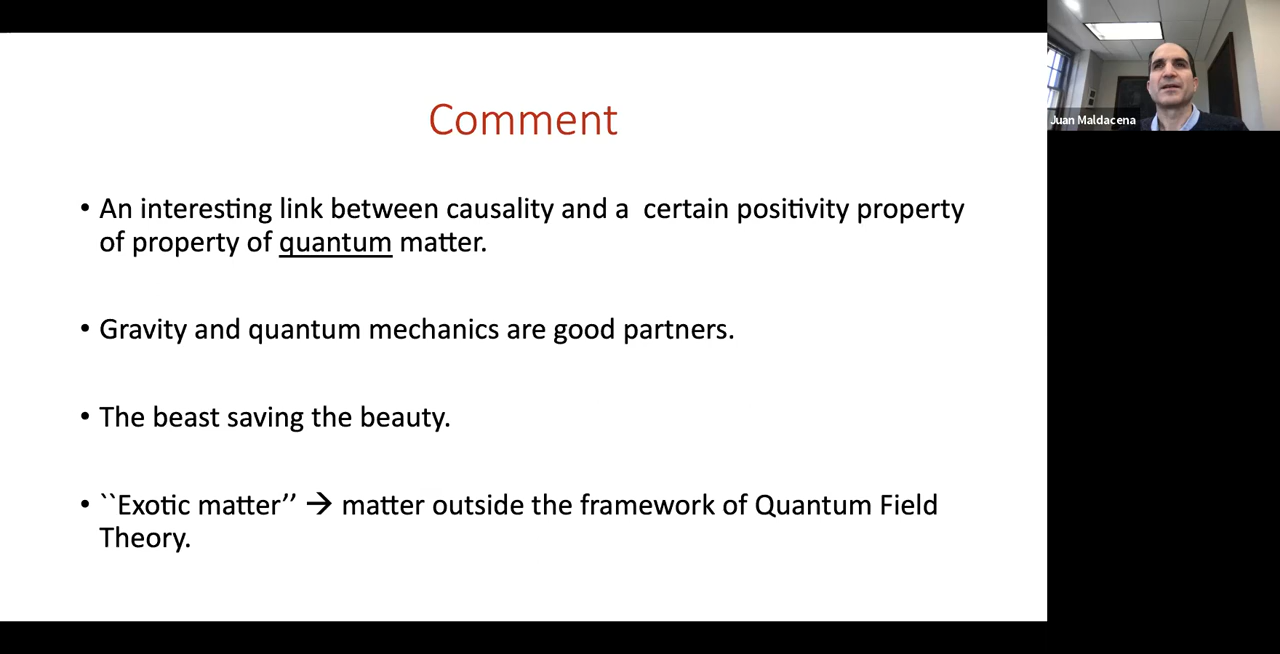 Comment
• An interesting link between causality and a  certain positivity property
of property of quantum matter.
• Gravity and quantum mechanics are good partners.
• The beast saving the beauty.
• ``Exotic matter’’ → matter outside the framework of Quantum Field
Theory.
Juan Maldacena